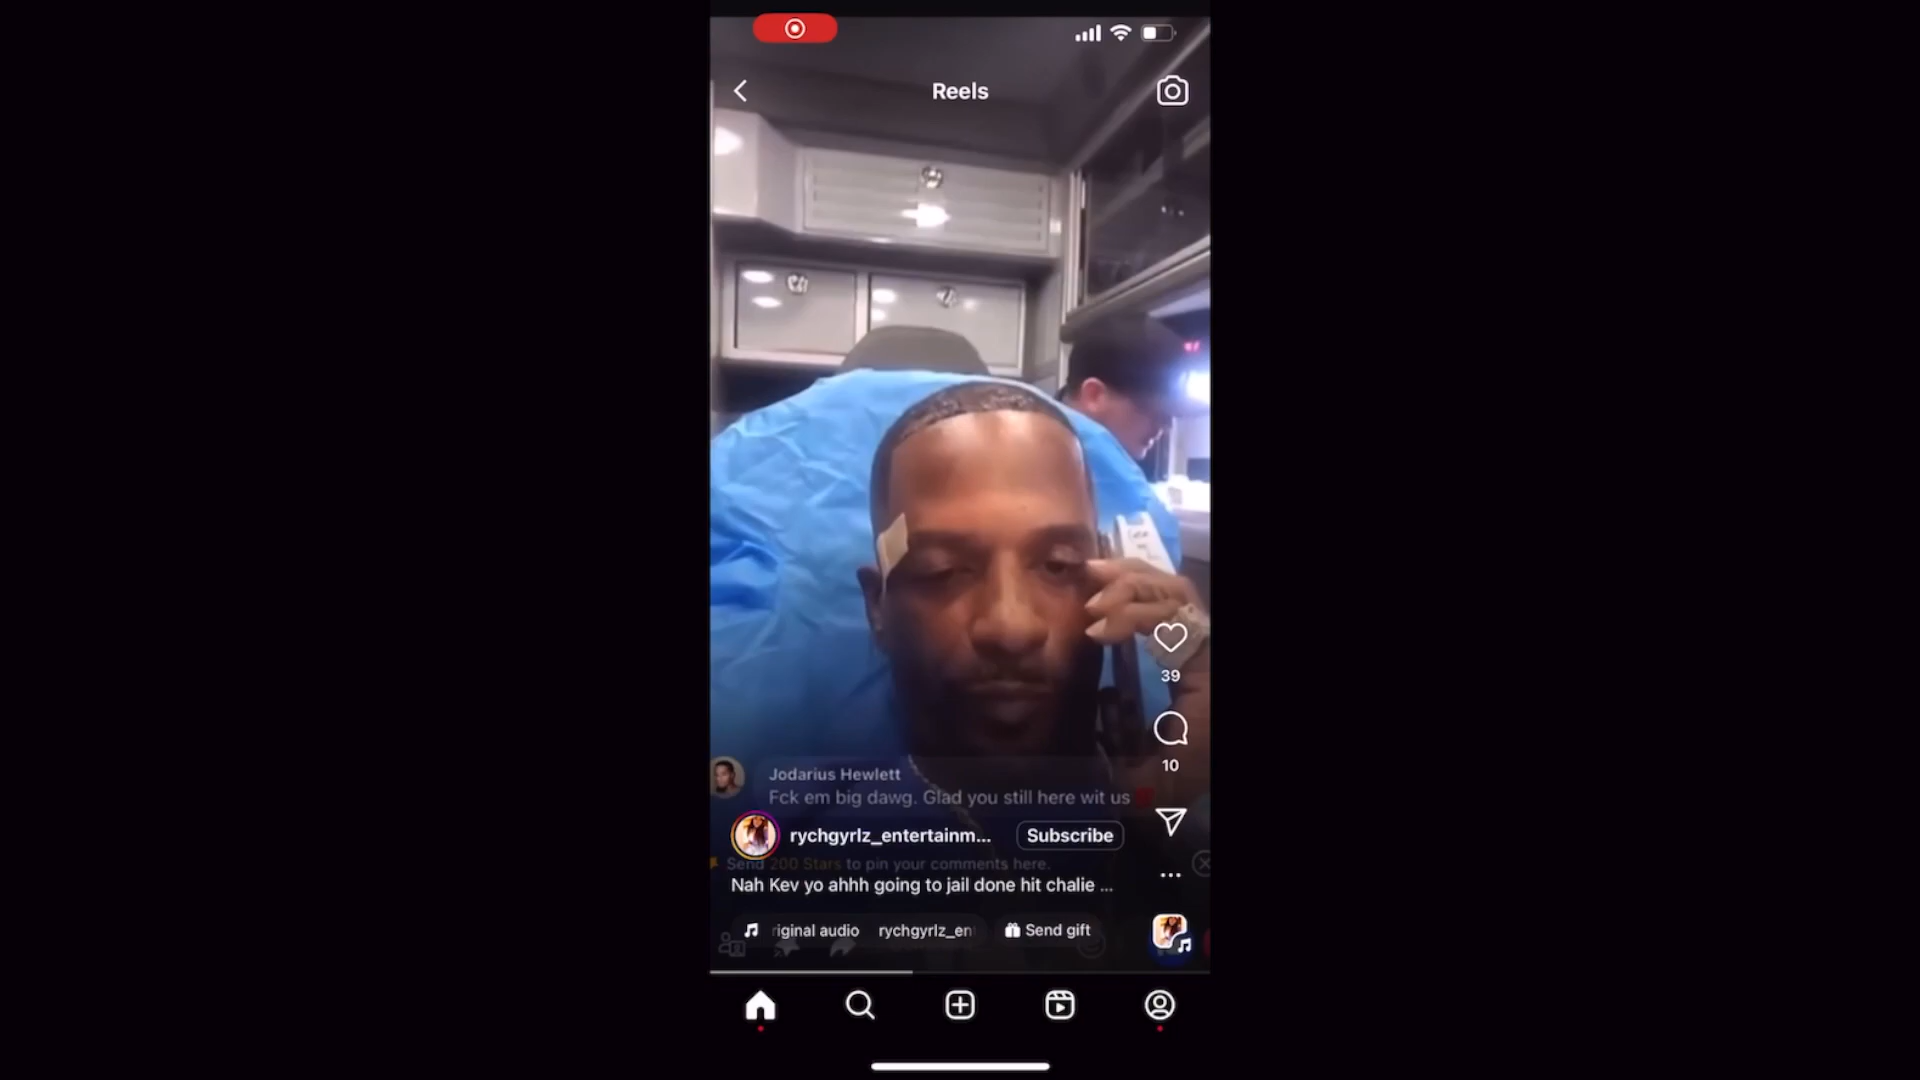 Reels
39
10
Jodarius Hewlett
Fck em big dawg. Glad you still here wit us
rychgyrlz_entertainm... Subscribe
Send 200 Stars to pin your comments here.
Nah Kev yo ahhh going to jail done hit chalie ...
riginal audio rychgyrlz_en Send gift